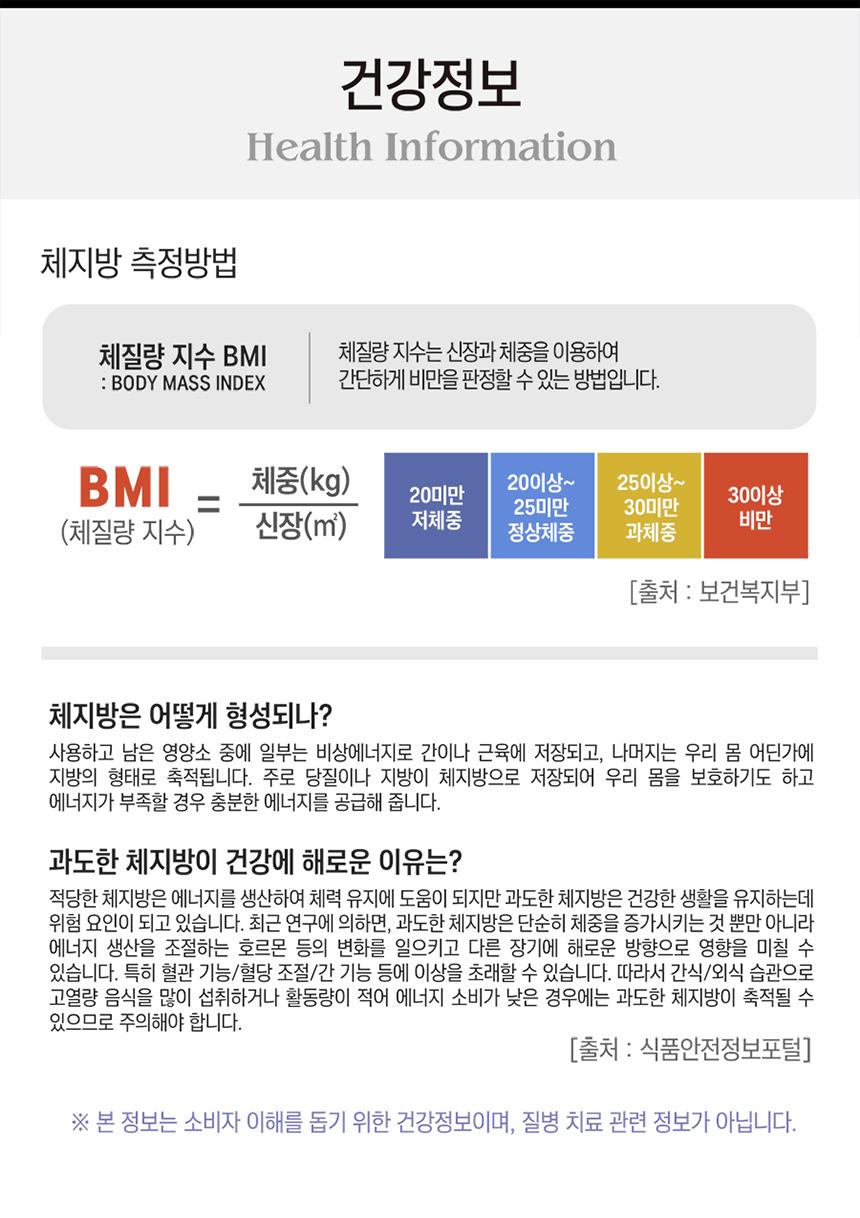 건강정보
Health Information
체지방 측정방법
체질량 지수 BMI
: BODY MASS INDEX
체질량 지수는 신장과 체중을 이용하여
간단하게 비만을 판정할 수 있는 방법입니다.
BMI
(체질량 지수)
=
체중(kg)
신장(㎡)
20미만
저체중
20이상~
25미만
정상체중
25이상~
30미만
과체중
30이상
비만
[출처 : 보건복지부]
체지방은 어떻게 형성되나?
사용하고 남은 영양소 중에 일부는 비상에너지로 간이나 근육에 저장되고, 나머지는 우리 몸 어딘가에
지방의 형태로 축적됩니다. 주로 당질이나 지방이 체지방으로 저장되어 우리 몸을 보호하기도 하고
에너지가 부족할 경우 충분한 에너지를 공급해 줍니다.
과도한 체지방이 건강에 해로운 이유는?
적당한 체지방은 에너지를 생산하여 체력 유지에 도움이 되지만 과도한 체지방은 건강한 생활을 유지하는데
위험 요인이 되고 있습니다. 최근 연구에 의하면, 과도한 체지방은 단순히 체중을 증가시키는 것 뿐만 아니라
에너지 생산을 조절하는 호르몬 등의 변화를 일으키고 다른 장기에 해로운 방향으로 영향을 미칠 수
있습니다. 특히 혈관 기능/혈당 조절/간 기능 등에 이상을 초래할 수 있습니다. 따라서 간식/외식 습관으로
고열량 음식을 많이 섭취하거나 활동량이 적어 에너지 소비가 낮은 경우에는 과도한 체지방이 축적될 수
있으므로 주의해야 합니다.
[출처 : 식품안전정보포털]
※ 본 정보는 소비자 이해를 돕기 위한 건강정보이며, 질병 치료 관련 정보가 아닙니다.